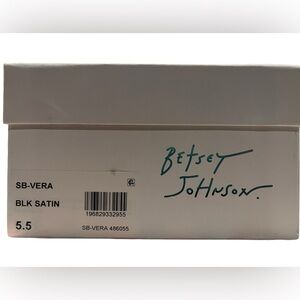 BETSEY
JOHNSON.
SB-VERA
BLK SATIN
196829332955
5.5
SB-VERA 486055